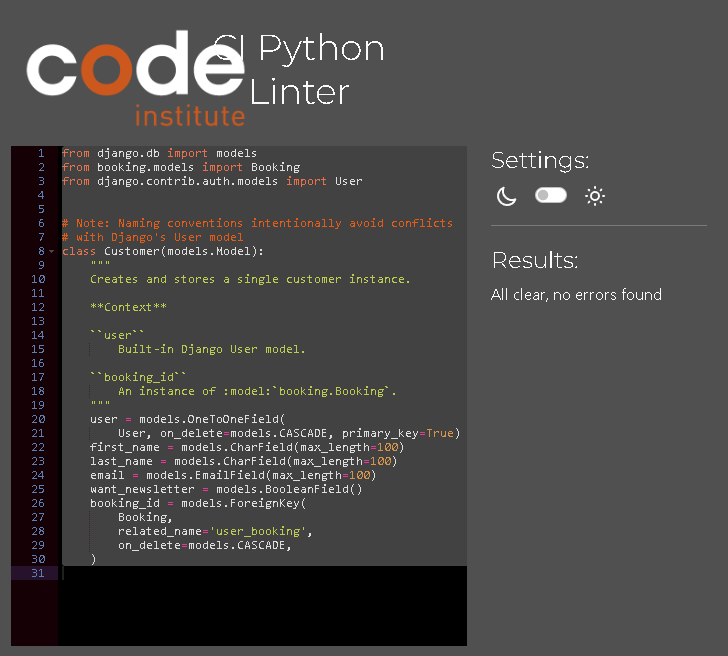 code
institute
CI Python
Linter
1 from django.db import models
2 from booking.models import Booking
3 from django.contrib.auth.models import User
4
5
6 # Note: Naming conventions intentionally avoid conflicts
7 # with Django's User model
8 class Customer(models.Model):
9     """
10     Creates and stores a single customer instance.
11
12     **Context**
13
14     ``user``
15         Built-in Django User model.
16
17     ``booking_id``
18         An instance of :model:`booking.Booking`.
19     """
20     user = models.OneToOneField(
21         User, on_delete=models.CASCADE, primary_key=True)
22     first_name = models.CharField(max_length=100)
23     last_name = models.CharField(max_length=100)
24     email = models.EmailField(max_length=100)
25     want_newsletter = models.BooleanField()
26     booking_id = models.ForeignKey(
27         Booking,
28         related_name='user_booking',
29         on_delete=models.CASCADE,
30     )
31
Settings:
Results:
All clear, no errors found